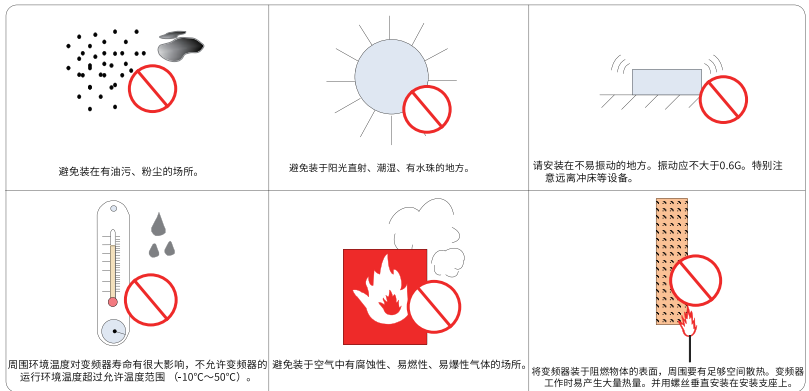 避免装在有油污、粉尘的场所。
避免装于阳光直射、潮湿、有水珠的地方。
请安装在不易振动的地方。振动应不大于0.6G。特别注
意远离冲床等设备。
周围环境温度对变频器寿命有很大影响，不允许变频器的
运行环境温度超过允许温度范围 （-10℃～50℃）。
避免装于空气中有腐蚀性、易燃性、易爆性气体的场所。
将变频器装于阻燃物体的表面，周围要有足够空间散热。变频器
工作时易产生大量热量。并用螺丝垂直安装在安装支座上。